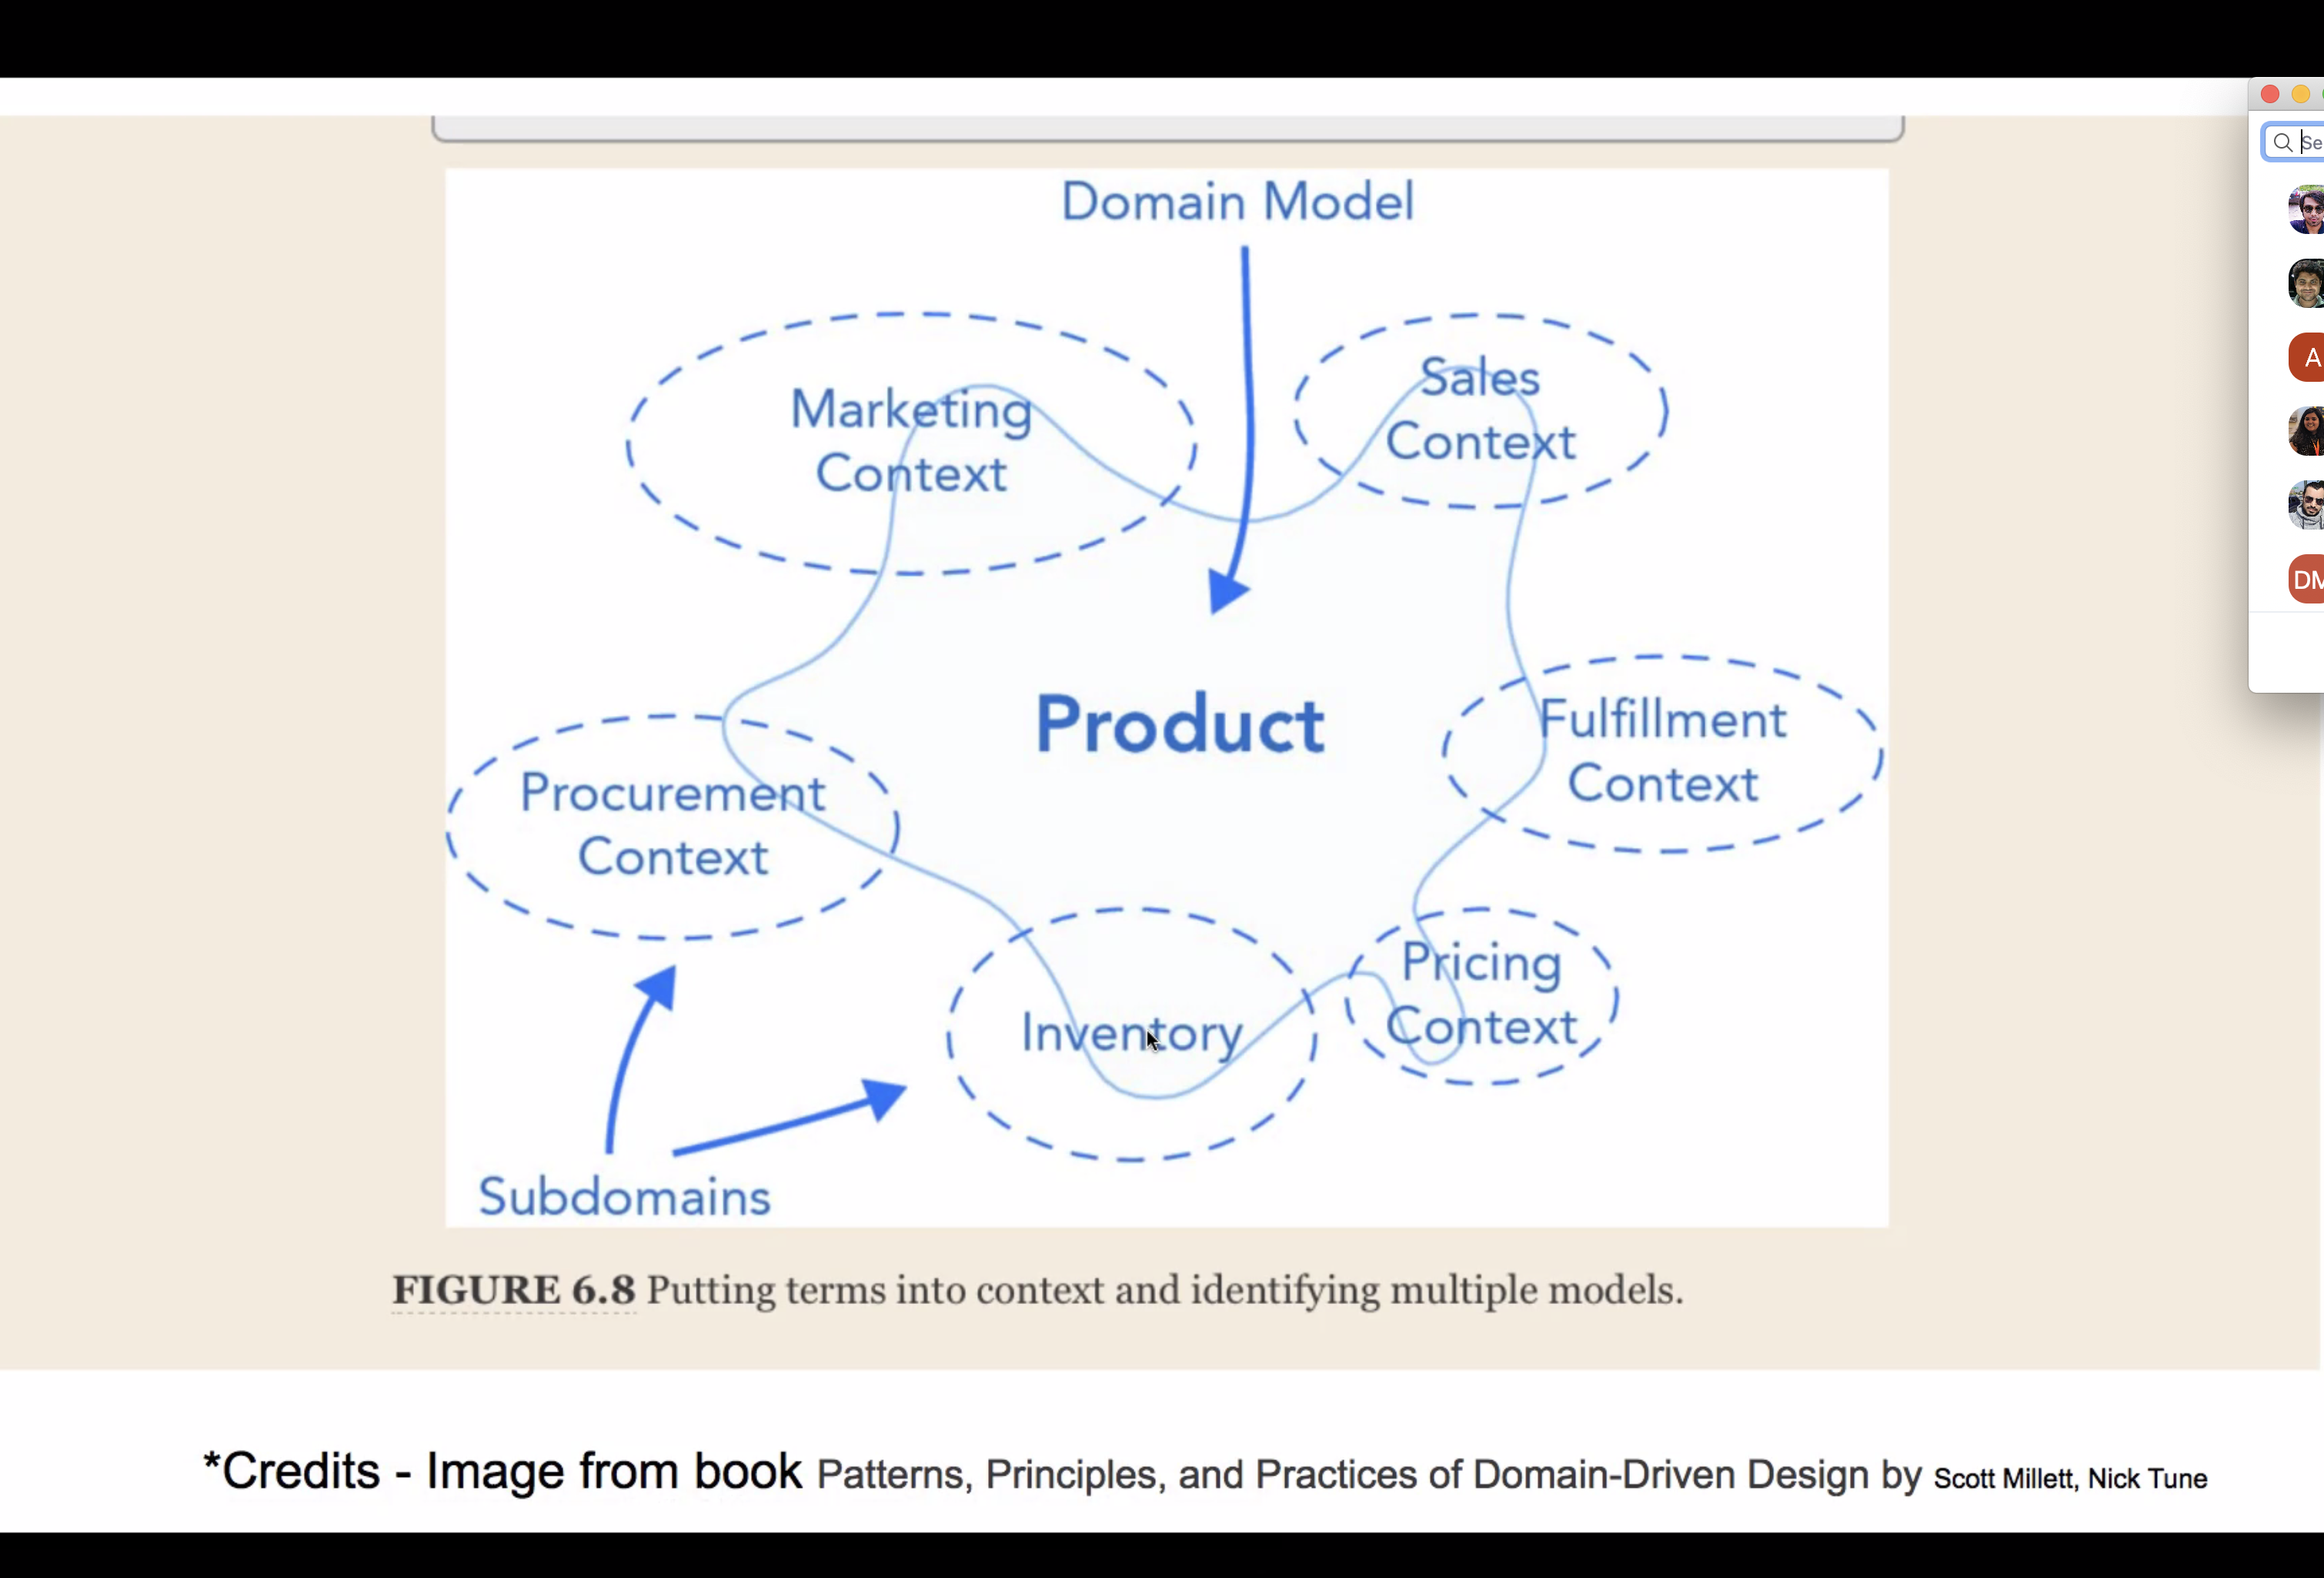 Domain Model
Marketing
Context
Sales
Context
Product
Fulfillment
Context
Procurement
Context
Inventory
Pricing
Context
Subdomains
FIGURE 6.8 Putting terms into context and identifying multiple models.
*Credits - Image from book Patterns, Principles, and Practices of Domain-Driven Design by Scott Millett, Nick Tune
Se
A
DM